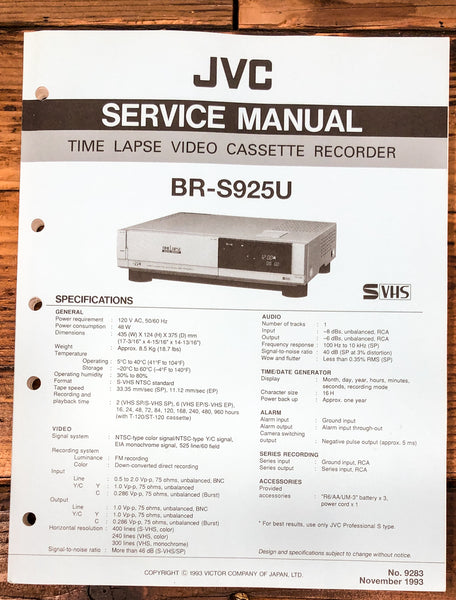 JVC
SERVICE MANUAL
TIME LAPSE VIDEO CASSETTE RECORDER
BR-S925U
S VHS
SPECIFICATIONS
GENERAL
Power requirement : 120 V AC, 50/60 Hz
Power consumption : 48 W
Dimensions : 435 (W) X 124 (H) X 375 (D) mm
(17-3/16" x 4-15/16" x 14-13/16")
Weight : Approx. 8.5 Kg (18.7 lbs)
Temperature
Operating : 5°C to 40°C (41°F to 104°F)
Storage : -20°C to 60°C (-4°F to 140°F)
Operating humidity : 30% to 80%
Format : S-VHS NTSC standard
Tape speed : 33.35 mm/sec (SP), 11.12 mm/sec (EP)
Recording and
playback time : 2 (VHS SP/S-VHS SP), 6 (VHS EP/S-VHS EP),
16, 24, 48, 72, 84, 120, 168, 240, 480, 960 hours
(with T-120/ST-120 cassette)
VIDEO
Signal system : NTSC-type color signal/NTSC-type Y/C signal,
EIA monochrome signal, 525 line/60 field
Recording system
Luminance : FM recording
Color : Down-converted direct recording
Input
Line : 0.5 to 2.0 Vp-p, 75 ohms, unbalanced, BNC
Y/C Y : 1.0 Vp-p, 75 ohms, unbalanced
C : 0.286 Vp-p, 75 ohms, unbalanced (Burst)
Output
Line : 1.0 Vp-p, 75 ohms, unbalanced, BNC
Y/C Y : 1.0 Vp-p, 75 ohms, unbalanced
C : 0.286 Vp-p, 75 ohms, unbalanced (Burst)
Horizontal resolution : 400 lines (S-VHS, color)
240 lines (VHS, color)
300 lines (VHS, monochrome)
Signal-to-noise ratio : More than 46 dB (S-VHS/SP)
AUDIO
Number of tracks : 1
Input : -8 dBs, unbalanced, RCA
Output : -6 dBs, unbalanced, RCA
Frequency response : 100 Hz to 10 kHz (SP)
Signal-to-noise ratio : 40 dB (SP at 3% distortion)
Wow and flutter : Less than 0.35% RMS (SP)
TIME/DATE GENERATOR
Display : Month, day, year, hours, minutes,
seconds, recording mode
Character size : 16 H
Power back up : Approx. one year
ALARM
Alarm input : Ground input
Alarm output : Alarm input through-out
Camera switching
output : Negative pulse output (approx. 5 ms)
SERIES RECORDING
Series input : Ground input, RCA
Series output : Series input, RCA
ACCESSORIES
Provided
accessories : "R6/AA/UM-3" battery x 3,
power cord x 1
* For best results, use only JVC Professional S type.
Design and specifications subject to change without notice.
COPYRIGHT © 1993 VICTOR COMPANY OF JAPAN, LTD.
No. 9283
November 1993